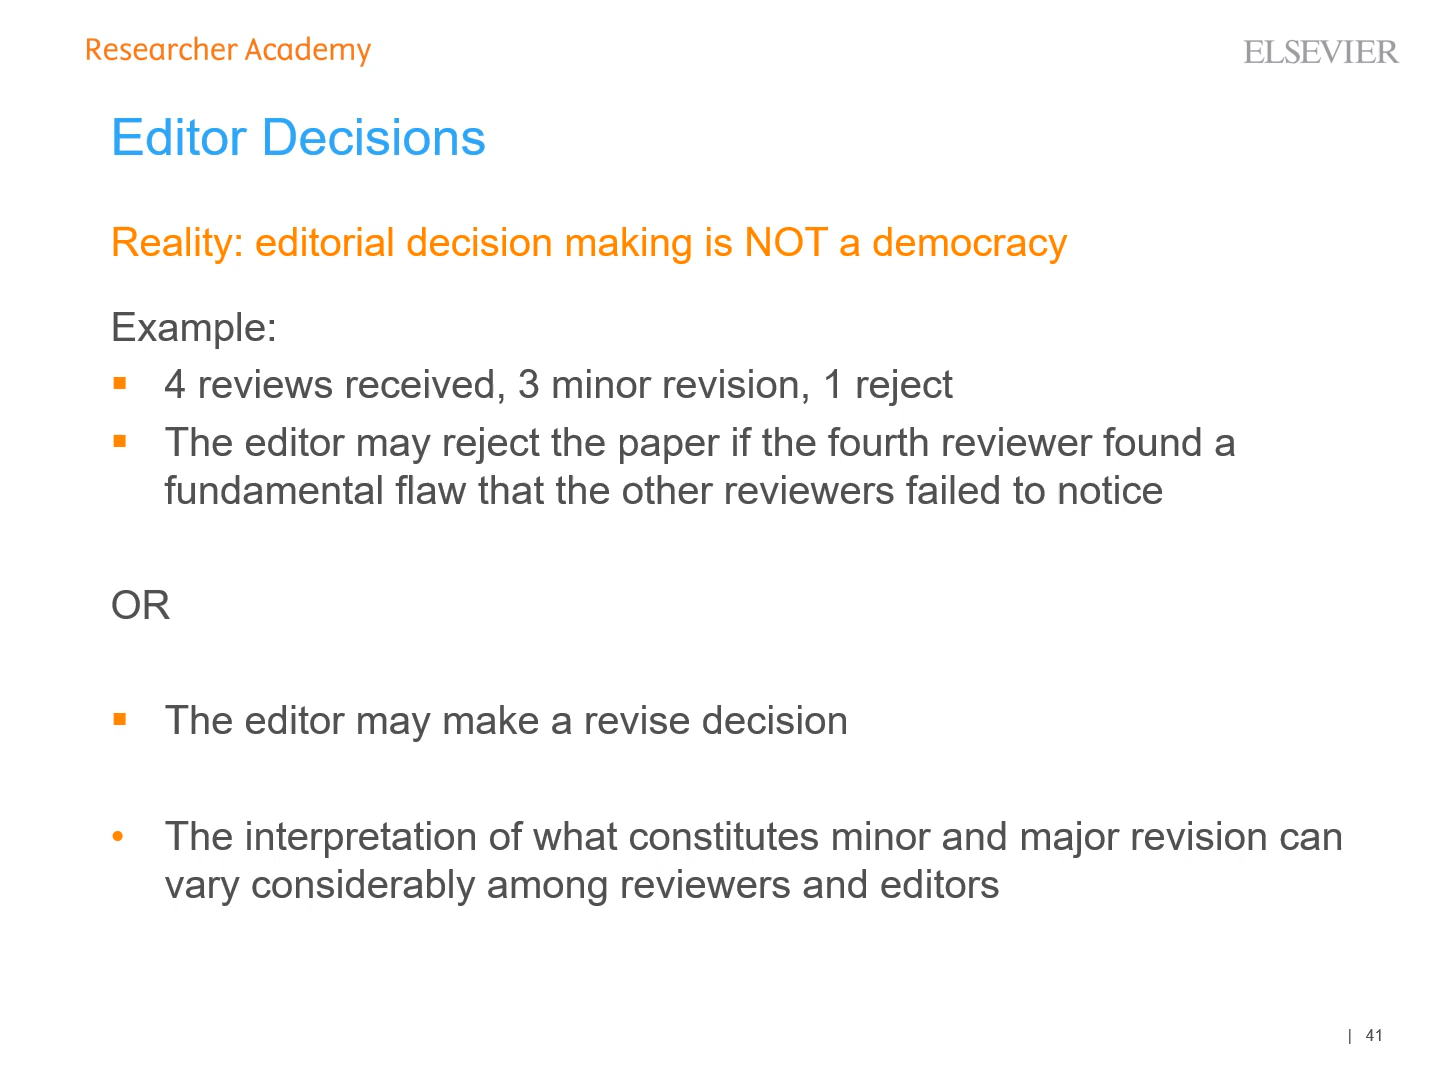 Researcher Academy
ELSEVIER
Editor Decisions
Reality: editorial decision making is NOT a democracy
Example:
▪ 4 reviews received, 3 minor revision, 1 reject
▪ The editor may reject the paper if the fourth reviewer found a
fundamental flaw that the other reviewers failed to notice
OR
▪ The editor may make a revise decision
• The interpretation of what constitutes minor and major revision can
vary considerably among reviewers and editors
| 41